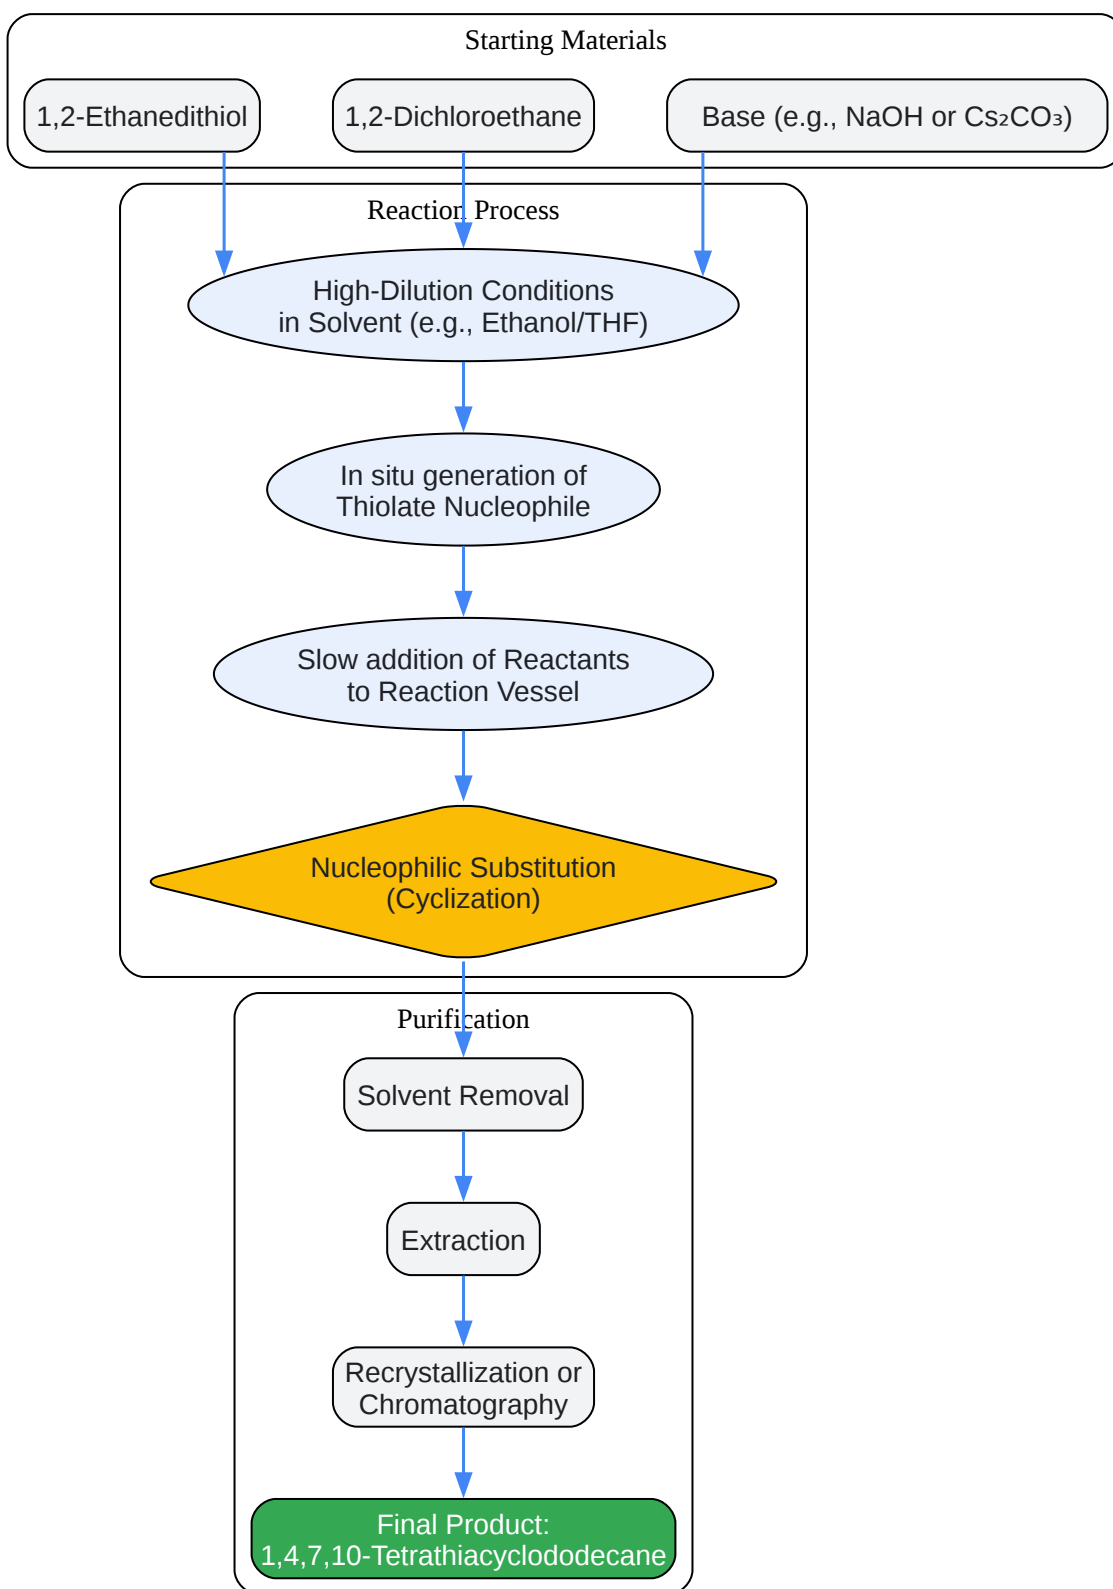 Starting Materials
1,2-Ethanedithiol
1,2-Dichloroethane
Base (e.g., NaOH or Cs₂CO₃)
Reaction Process
High-Dilution Conditions
in Solvent (e.g., Ethanol/THF)
In situ generation of
Thiolate Nucleophile
Slow addition of Reactants
to Reaction Vessel
Nucleophilic Substitution
(Cyclization)
Purification
Solvent Removal
Extraction
Recrystallization or
Chromatography
Final Product:
1,4,7,10-Tetrathiacyclododecane